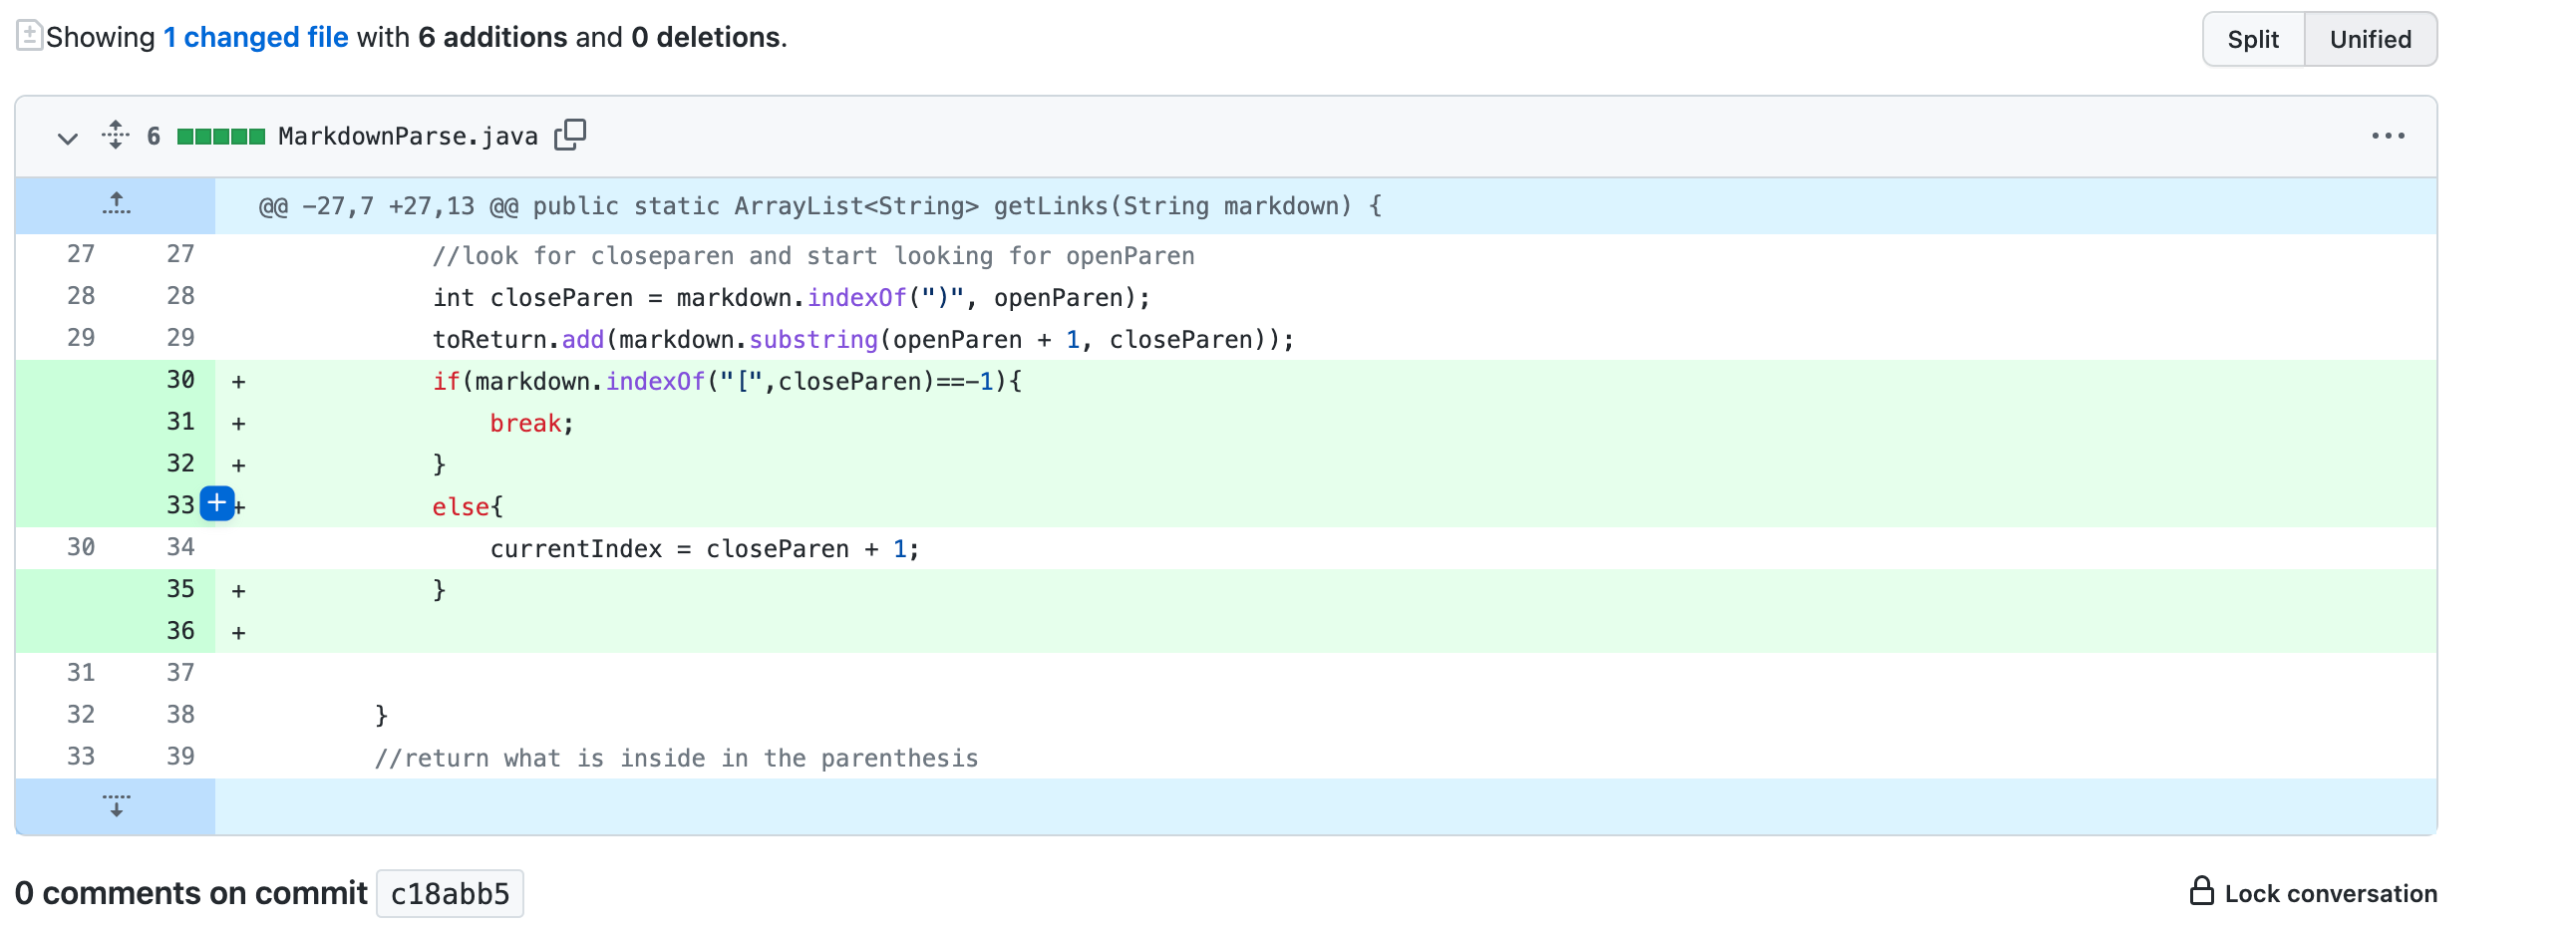 Showing 1 changed file with 6 additions and 0 deletions.
Split Unified
6 MarkdownParse.java
@@ -27,7 +27,13 @@ public static ArrayList<String> getLinks(String markdown) {
27 27 //look for closeparen and start looking for openParen
28 28 int closeParen = markdown.indexOf(")", openParen);
29 29 toReturn.add(markdown.substring(openParen + 1, closeParen));
30 + if(markdown.indexOf("[",closeParen)==-1){
31 + break;
32 + }
33 + else{
30 34 currentIndex = closeParen + 1;
35 + }
36 +
31 37
32 38 }
33 39 //return what is inside in the parenthesis
0 comments on commit c18abb5
Lock conversation